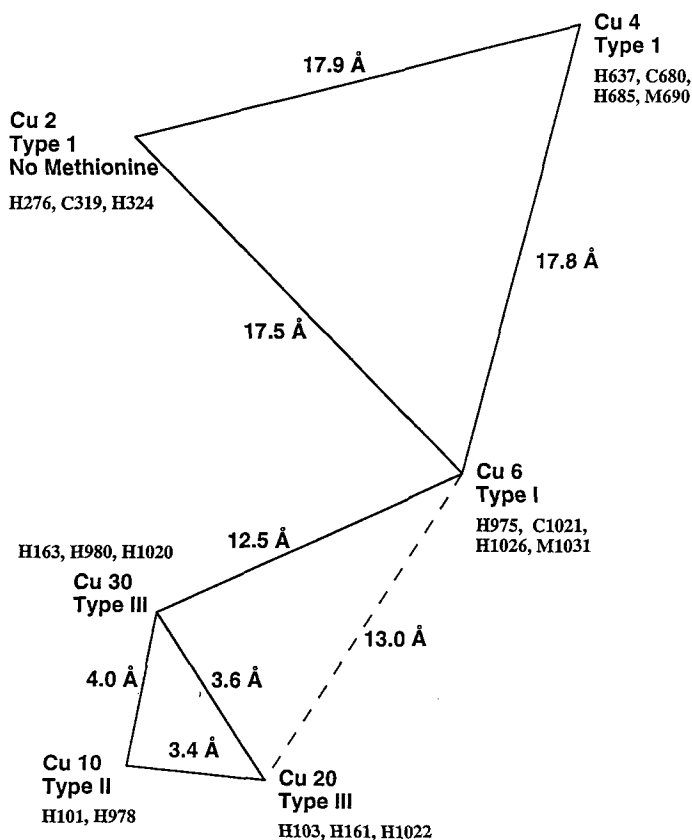 Cu 4
Type 1
H637, C680,
H685, M690
17.9 Å
Cu 2
Type 1
No Methionine
H276, C319, H324
17.8 Å
17.5 Å
Cu 6
Type I
H975, C1021,
H1026, M1031
12.5 Å
H163, H980, H1020
Cu 30
Type III
13.0 Å
4.0 Å
3.6 Å
3.4 Å
Cu 10
Type II
H101, H978
Cu 20
Type III
H103, H161, H1022